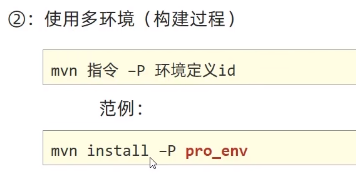 ②：使用多环境（构建过程）
mvn 指令 –P 环境定义id
范例：
mvn install –P pro_env